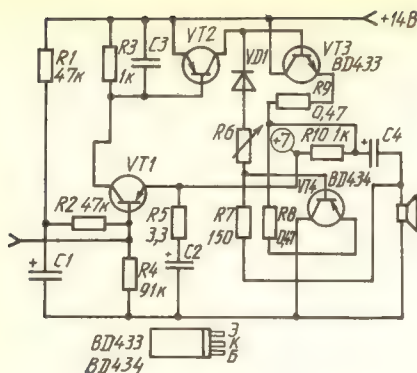 +14В
R1
47к
R3
1к
C3
VT2
VD1
VT3
BD433
R9
0,47
R6
+7
R10 1к
C4
VT1
VT4
BD434
R2 47к
R5
3,3
R7
150
R8
0,47
C1
R4
91к
C2
BD433
BD434
Э
К
Б